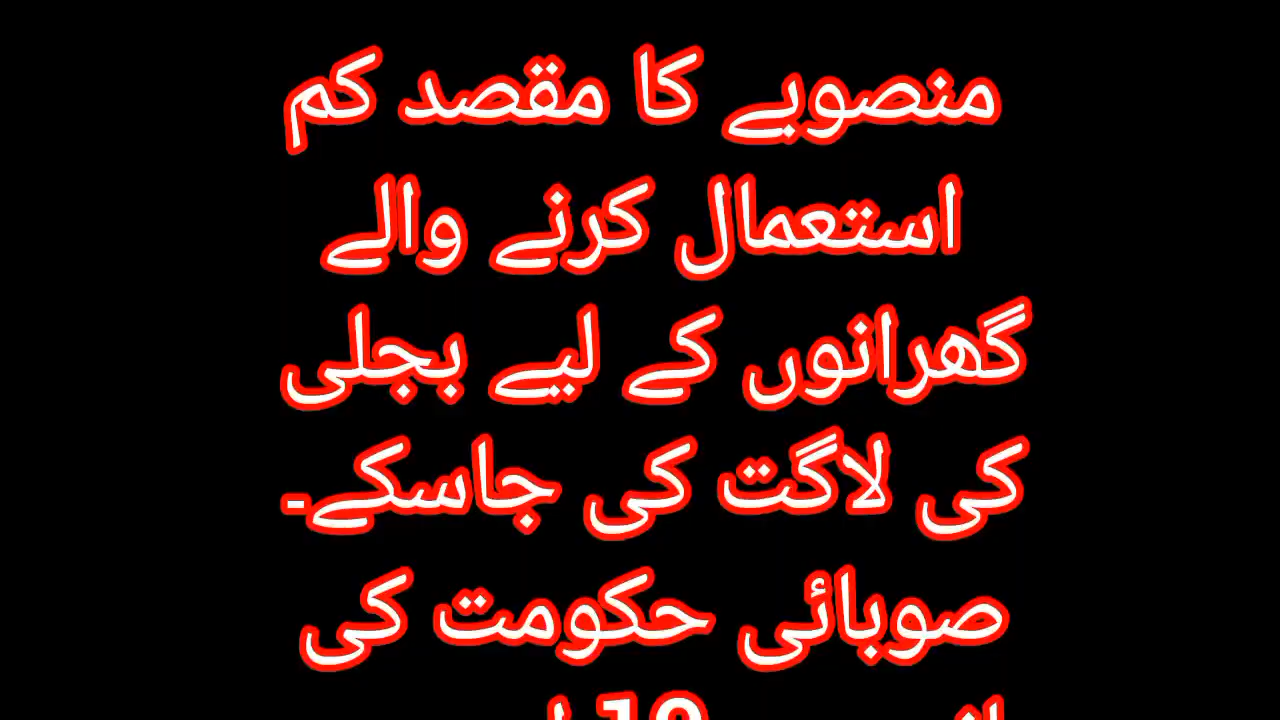 منصوبے کا مقصد کم
استعمال کرنے والے
گھرانوں کے لیے بجلی
کی لاگت کی جاسکے۔
صوبائی حکومت کی